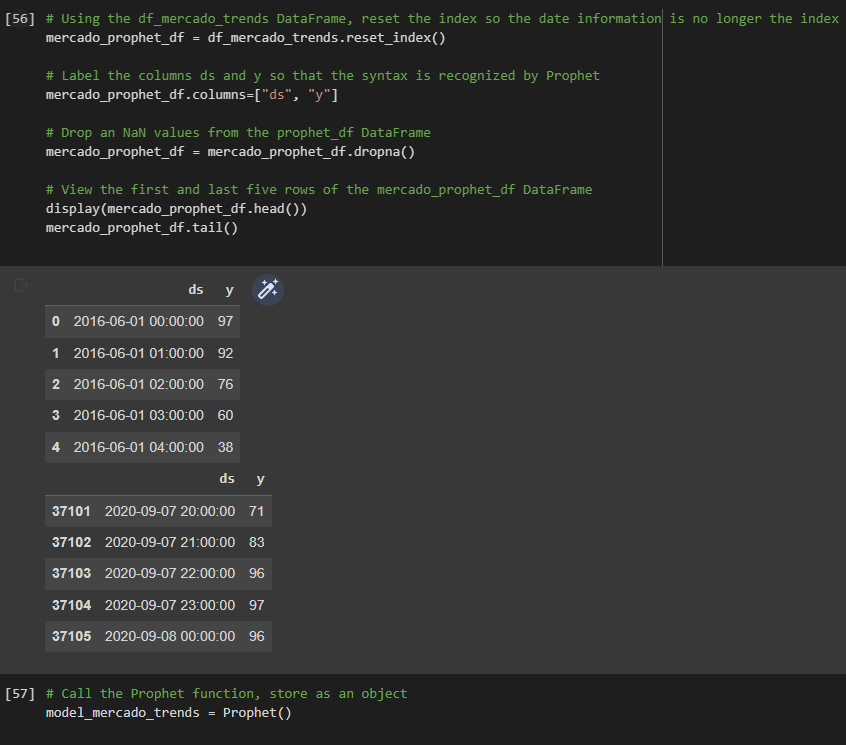 [56] # Using the df_mercado_trends DataFrame, reset the index so the date information is no longer the index
mercado_prophet_df = df_mercado_trends.reset_index()
# Label the columns ds and y so that the syntax is recognized by Prophet
mercado_prophet_df.columns=["ds", "y"]
# Drop an NaN values from the prophet_df DataFrame
mercado_prophet_df = mercado_prophet_df.dropna()
# View the first and last five rows of the mercado_prophet_df DataFrame
display(mercado_prophet_df.head())
mercado_prophet_df.tail()
ds y
0 2016-06-01 00:00:00 97
1 2016-06-01 01:00:00 92
2 2016-06-01 02:00:00 76
3 2016-06-01 03:00:00 60
4 2016-06-01 04:00:00 38
ds y
37101 2020-09-07 20:00:00 71
37102 2020-09-07 21:00:00 83
37103 2020-09-07 22:00:00 96
37104 2020-09-07 23:00:00 97
37105 2020-09-08 00:00:00 96
[57] # Call the Prophet function, store as an object
model_mercado_trends = Prophet()